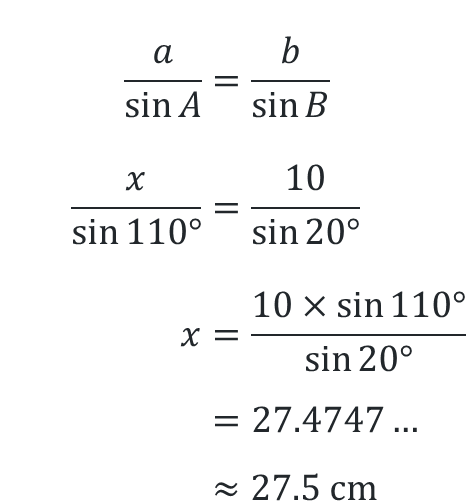 a/sin A = b/sin B
x/sin 110° = 10/sin 20°
x = 10 × sin 110°/sin 20°
= 27.4747 ...
≈ 27.5 cm